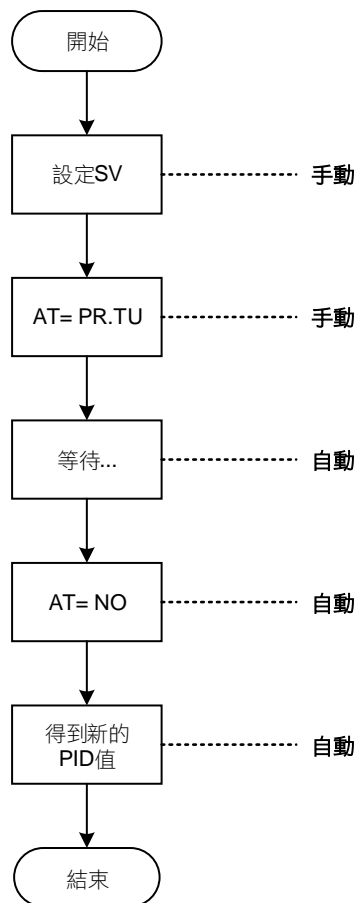 開始
設定SV
手動
AT= PR.TU
手動
等待...
自動
AT= NO
自動
得到新的
PID值
自動
結束